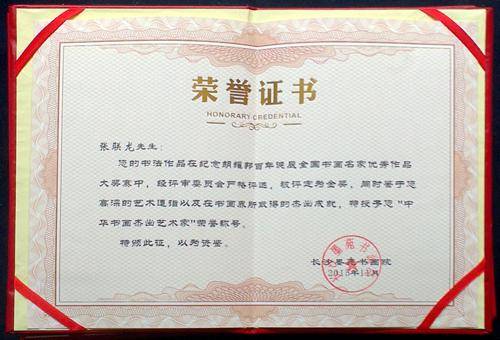 荣誉证书
HONORARY CREDENTIAL
张联龙先生：
您的书法作品在纪念胡耀邦百年诞辰全国书画名家优秀作品
大奖赛中，经评审委员会严格评选，被评定为金奖，同时鉴于您
高深的艺术造诣以及在书画界所取得的杰出成就，特授予您“中
华书画杰出艺术家”荣誉称号。
特颁此证，以为资鉴。
长沙墨苑书画院
2015年11月